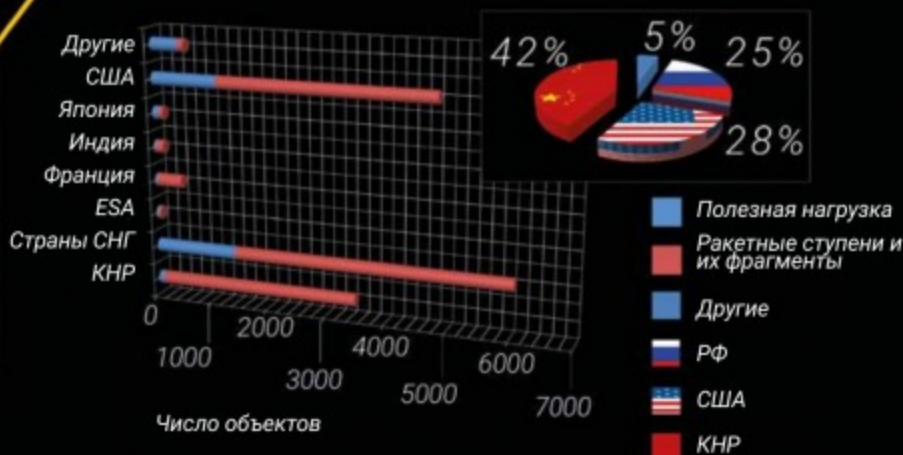 Другие
США
Япония
Индия
Франция
ESA
Страны СНГ
КНР
0
1000
2000
3000
4000
5000
6000
7000
Число объектов
42%
5%
25%
28%
Полезная нагрузка
Ракетные ступени и
их фрагменты
Другие
РФ
США
КНР